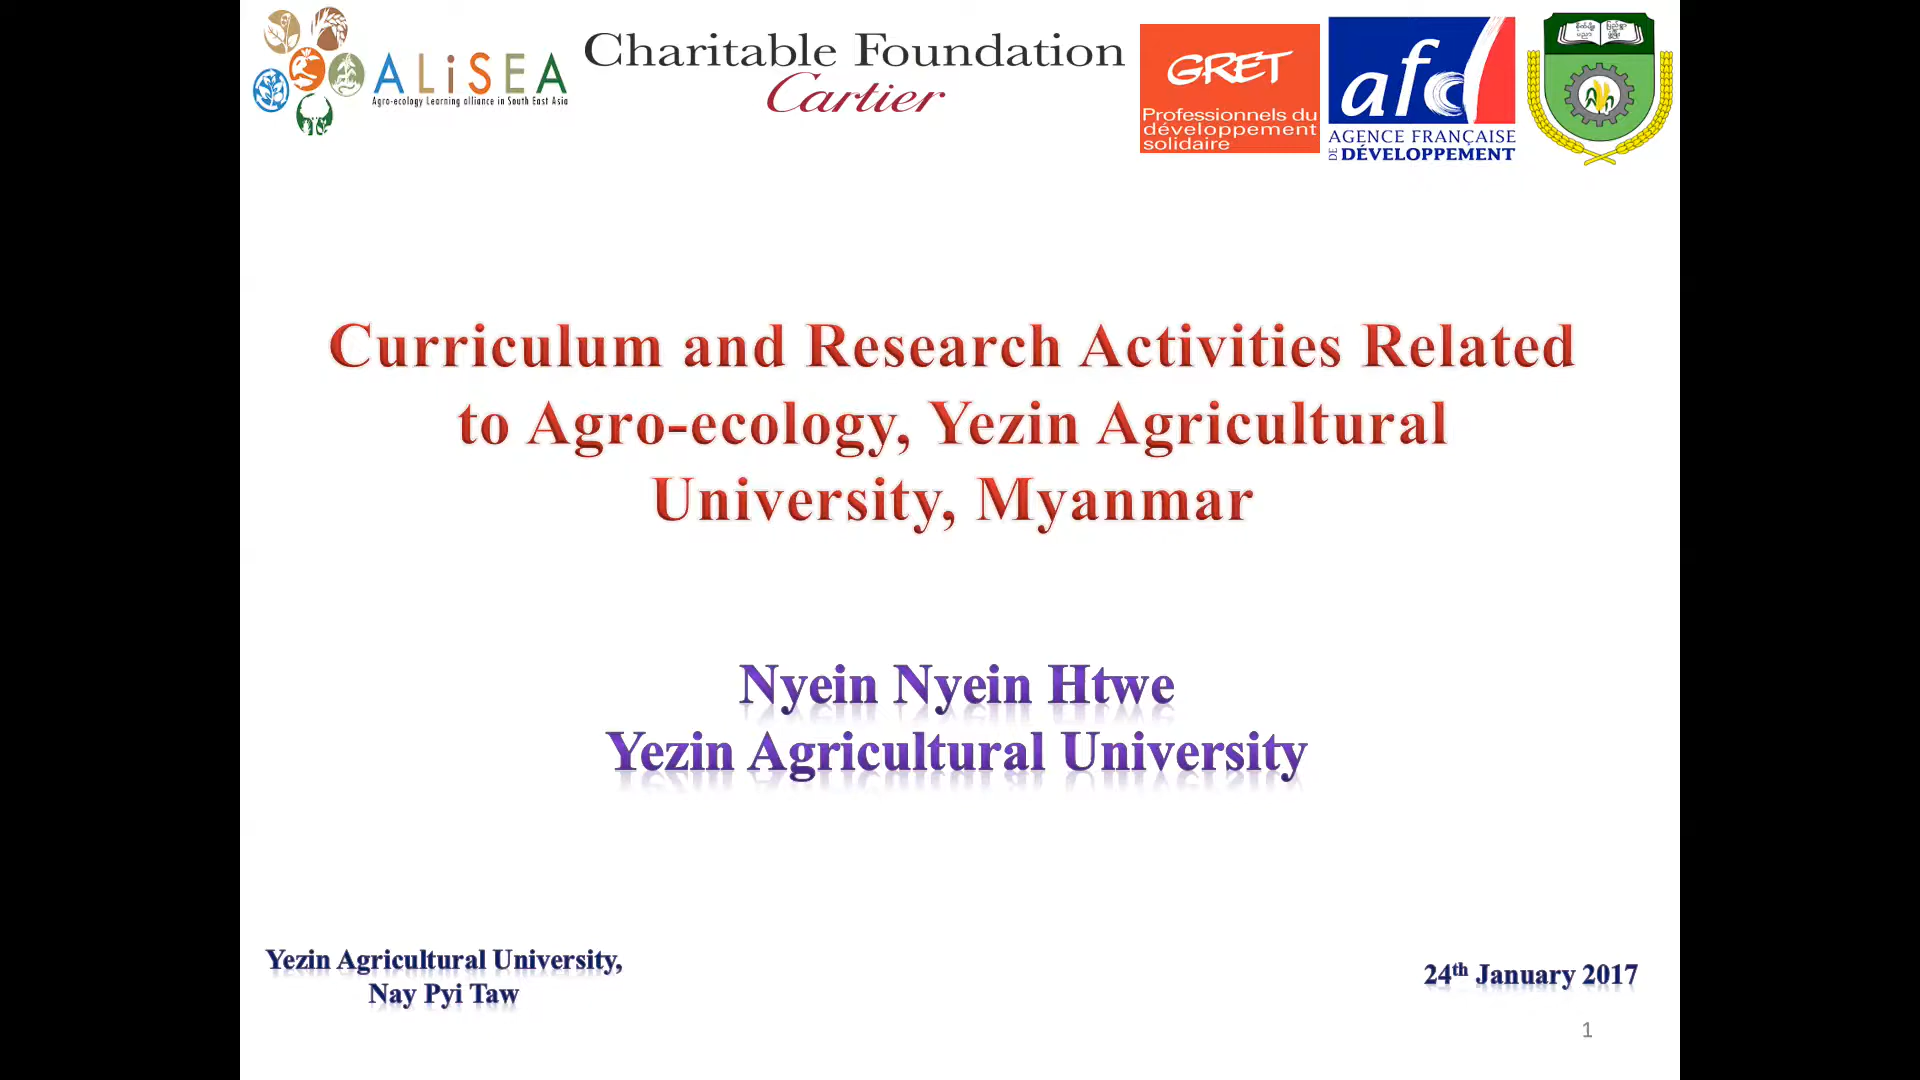 ALiSEA
Agro-ecology Learning alliance in South East Asia
Charitable Foundation
Cartier
GRET
Professionnels du
développement
solidaire
afd
AGENCE FRANÇAISE
DE DÉVELOPPEMENT
Curriculum and Research Activities Related
to Agro-ecology, Yezin Agricultural
University, Myanmar
Nyein Nyein Htwe
Yezin Agricultural University
Yezin Agricultural University,
Nay Pyi Taw
24th January 2017
1